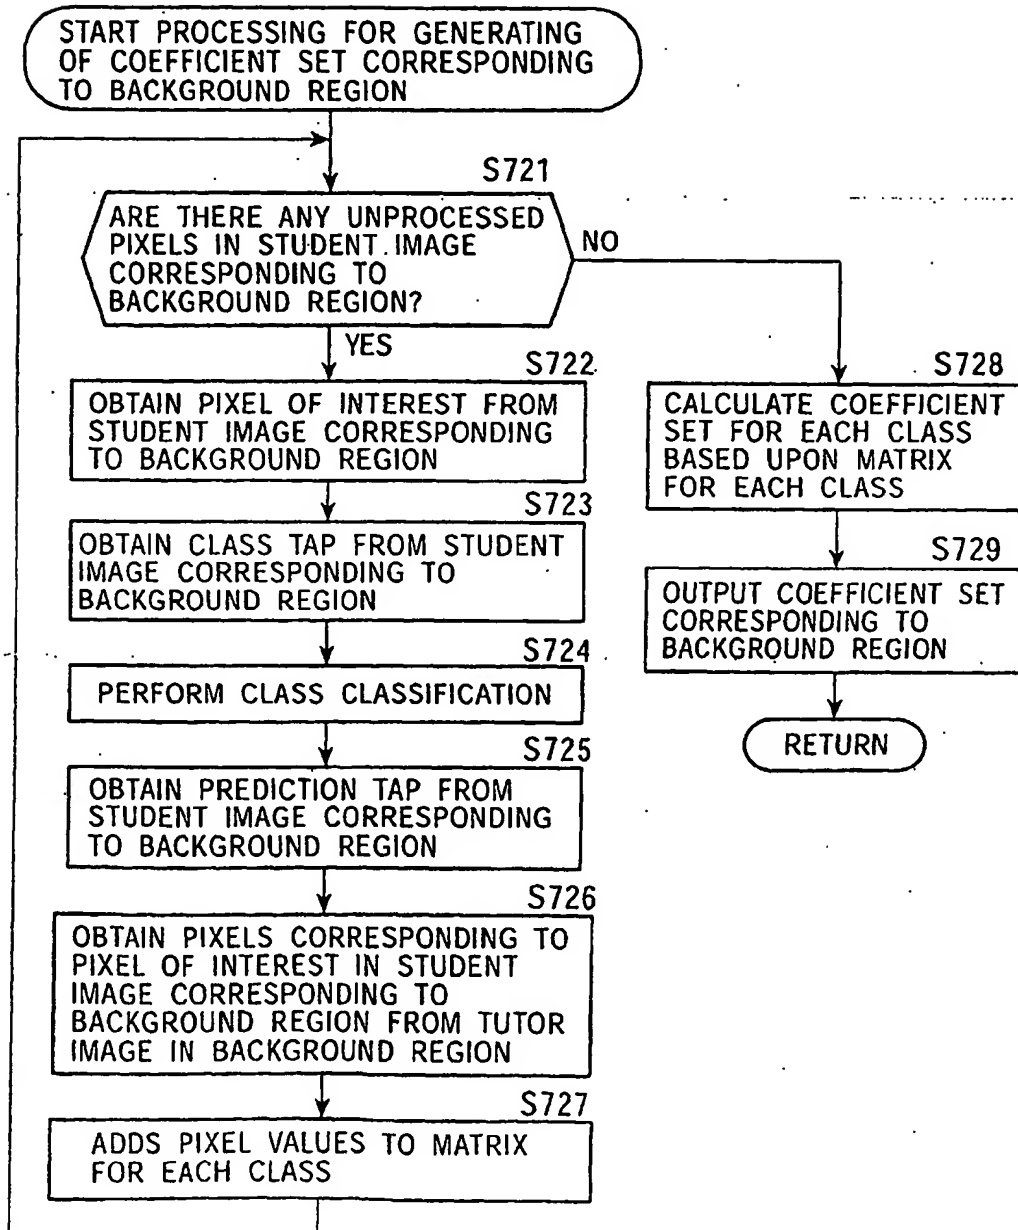 START PROCESSING FOR GENERATING
OF COEFFICIENT SET CORRESPONDING
TO BACKGROUND REGION
S721
ARE THERE ANY UNPROCESSED
PIXELS IN STUDENT IMAGE
CORRESPONDING TO
BACKGROUND REGION?
NO
YES
S722
OBTAIN PIXEL OF INTEREST FROM
STUDENT IMAGE CORRESPONDING
TO BACKGROUND REGION
S723
OBTAIN CLASS TAP FROM STUDENT
IMAGE CORRESPONDING TO
BACKGROUND REGION
S724
PERFORM CLASS CLASSIFICATION
S725
OBTAIN PREDICTION TAP FROM
STUDENT IMAGE CORRESPONDING
TO BACKGROUND REGION
S726
OBTAIN PIXELS CORRESPONDING TO
PIXEL OF INTEREST IN STUDENT
IMAGE CORRESPONDING TO
BACKGROUND REGION FROM TUTOR
IMAGE IN BACKGROUND REGION
S727
ADDS PIXEL VALUES TO MATRIX
FOR EACH CLASS
S728
CALCULATE COEFFICIENT
SET FOR EACH CLASS
BASED UPON MATRIX
FOR EACH CLASS
S729
OUTPUT COEFFICIENT SET
CORRESPONDING TO
BACKGROUND REGION
RETURN